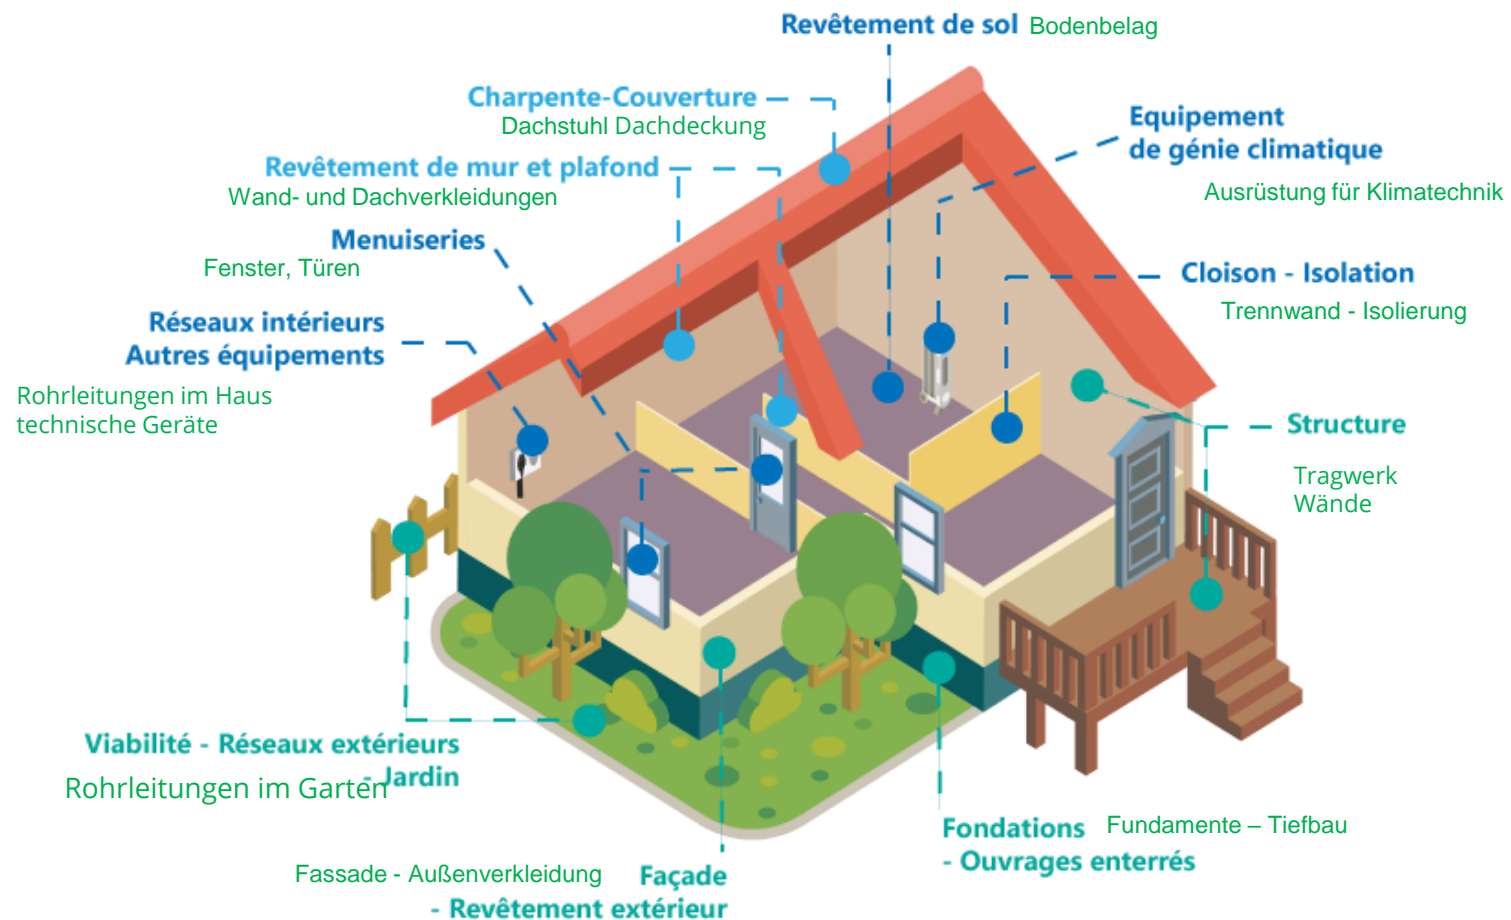 Revêtement de sol Bodenbelag
Charpente-Couverture
Dachstuhl Dachdeckung
Equipement
de génie climatique
Ausrüstung für Klimatechnik
Revêtement de mur et plafond
Wand- und Dachverkleidungen
Menuiseries
Fenster, Türen
Cloison - Isolation
Trennwand - Isolierung
Réseaux intérieurs
Autres équipements
Rohrleitungen im Haus
technische Geräte
Structure
Tragwerk
Wände
Viabilité - Réseaux extérieurs
- Jardin
Rohrleitungen im Garten
Fondations Fundamente – Tiefbau
- Ouvrages enterrés
Fassade - Außenverkleidung Façade
- Revêtement extérieur